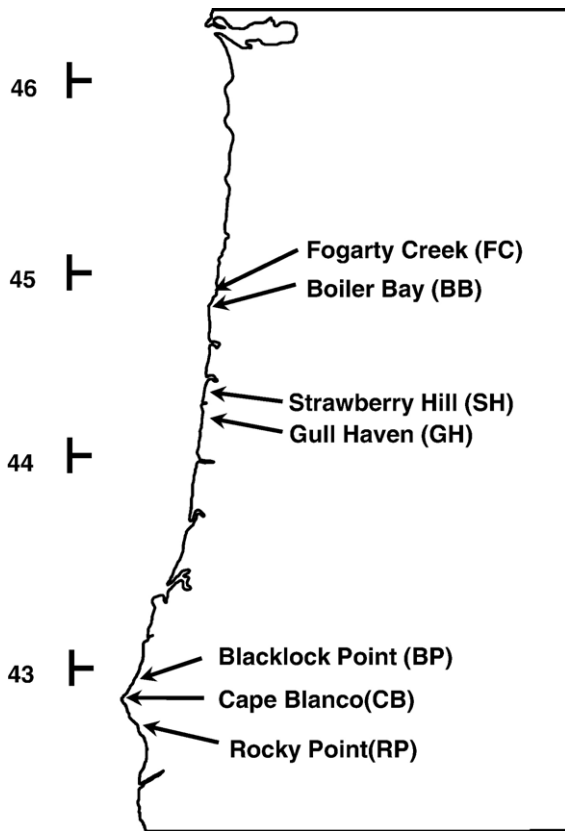 46
Fogarty Creek (FC)
45
Boiler Bay (BB)
Strawberry Hill (SH)
Gull Haven (GH)
44
Blacklock Point (BP)
43
Cape Blanco(CB)
Rocky Point(RP)